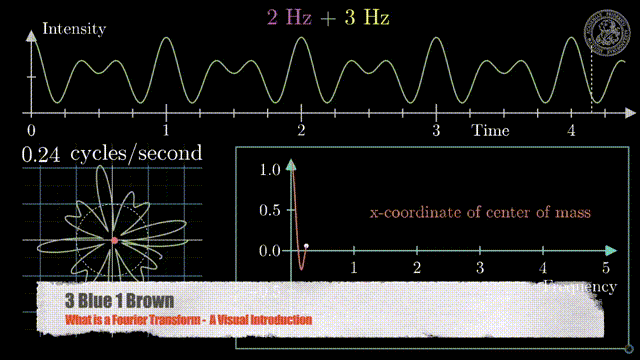 2 Hz + 3 Hz
Intensity
0 1 2 3 Time 4
0.24 cycles/second
1.0
0.5
x-coordinate of center of mass
0.0
1 2 3 4 5
Frequency
3 Blue 1 Brown
What is a Fourier Transform - A Visual Introduction